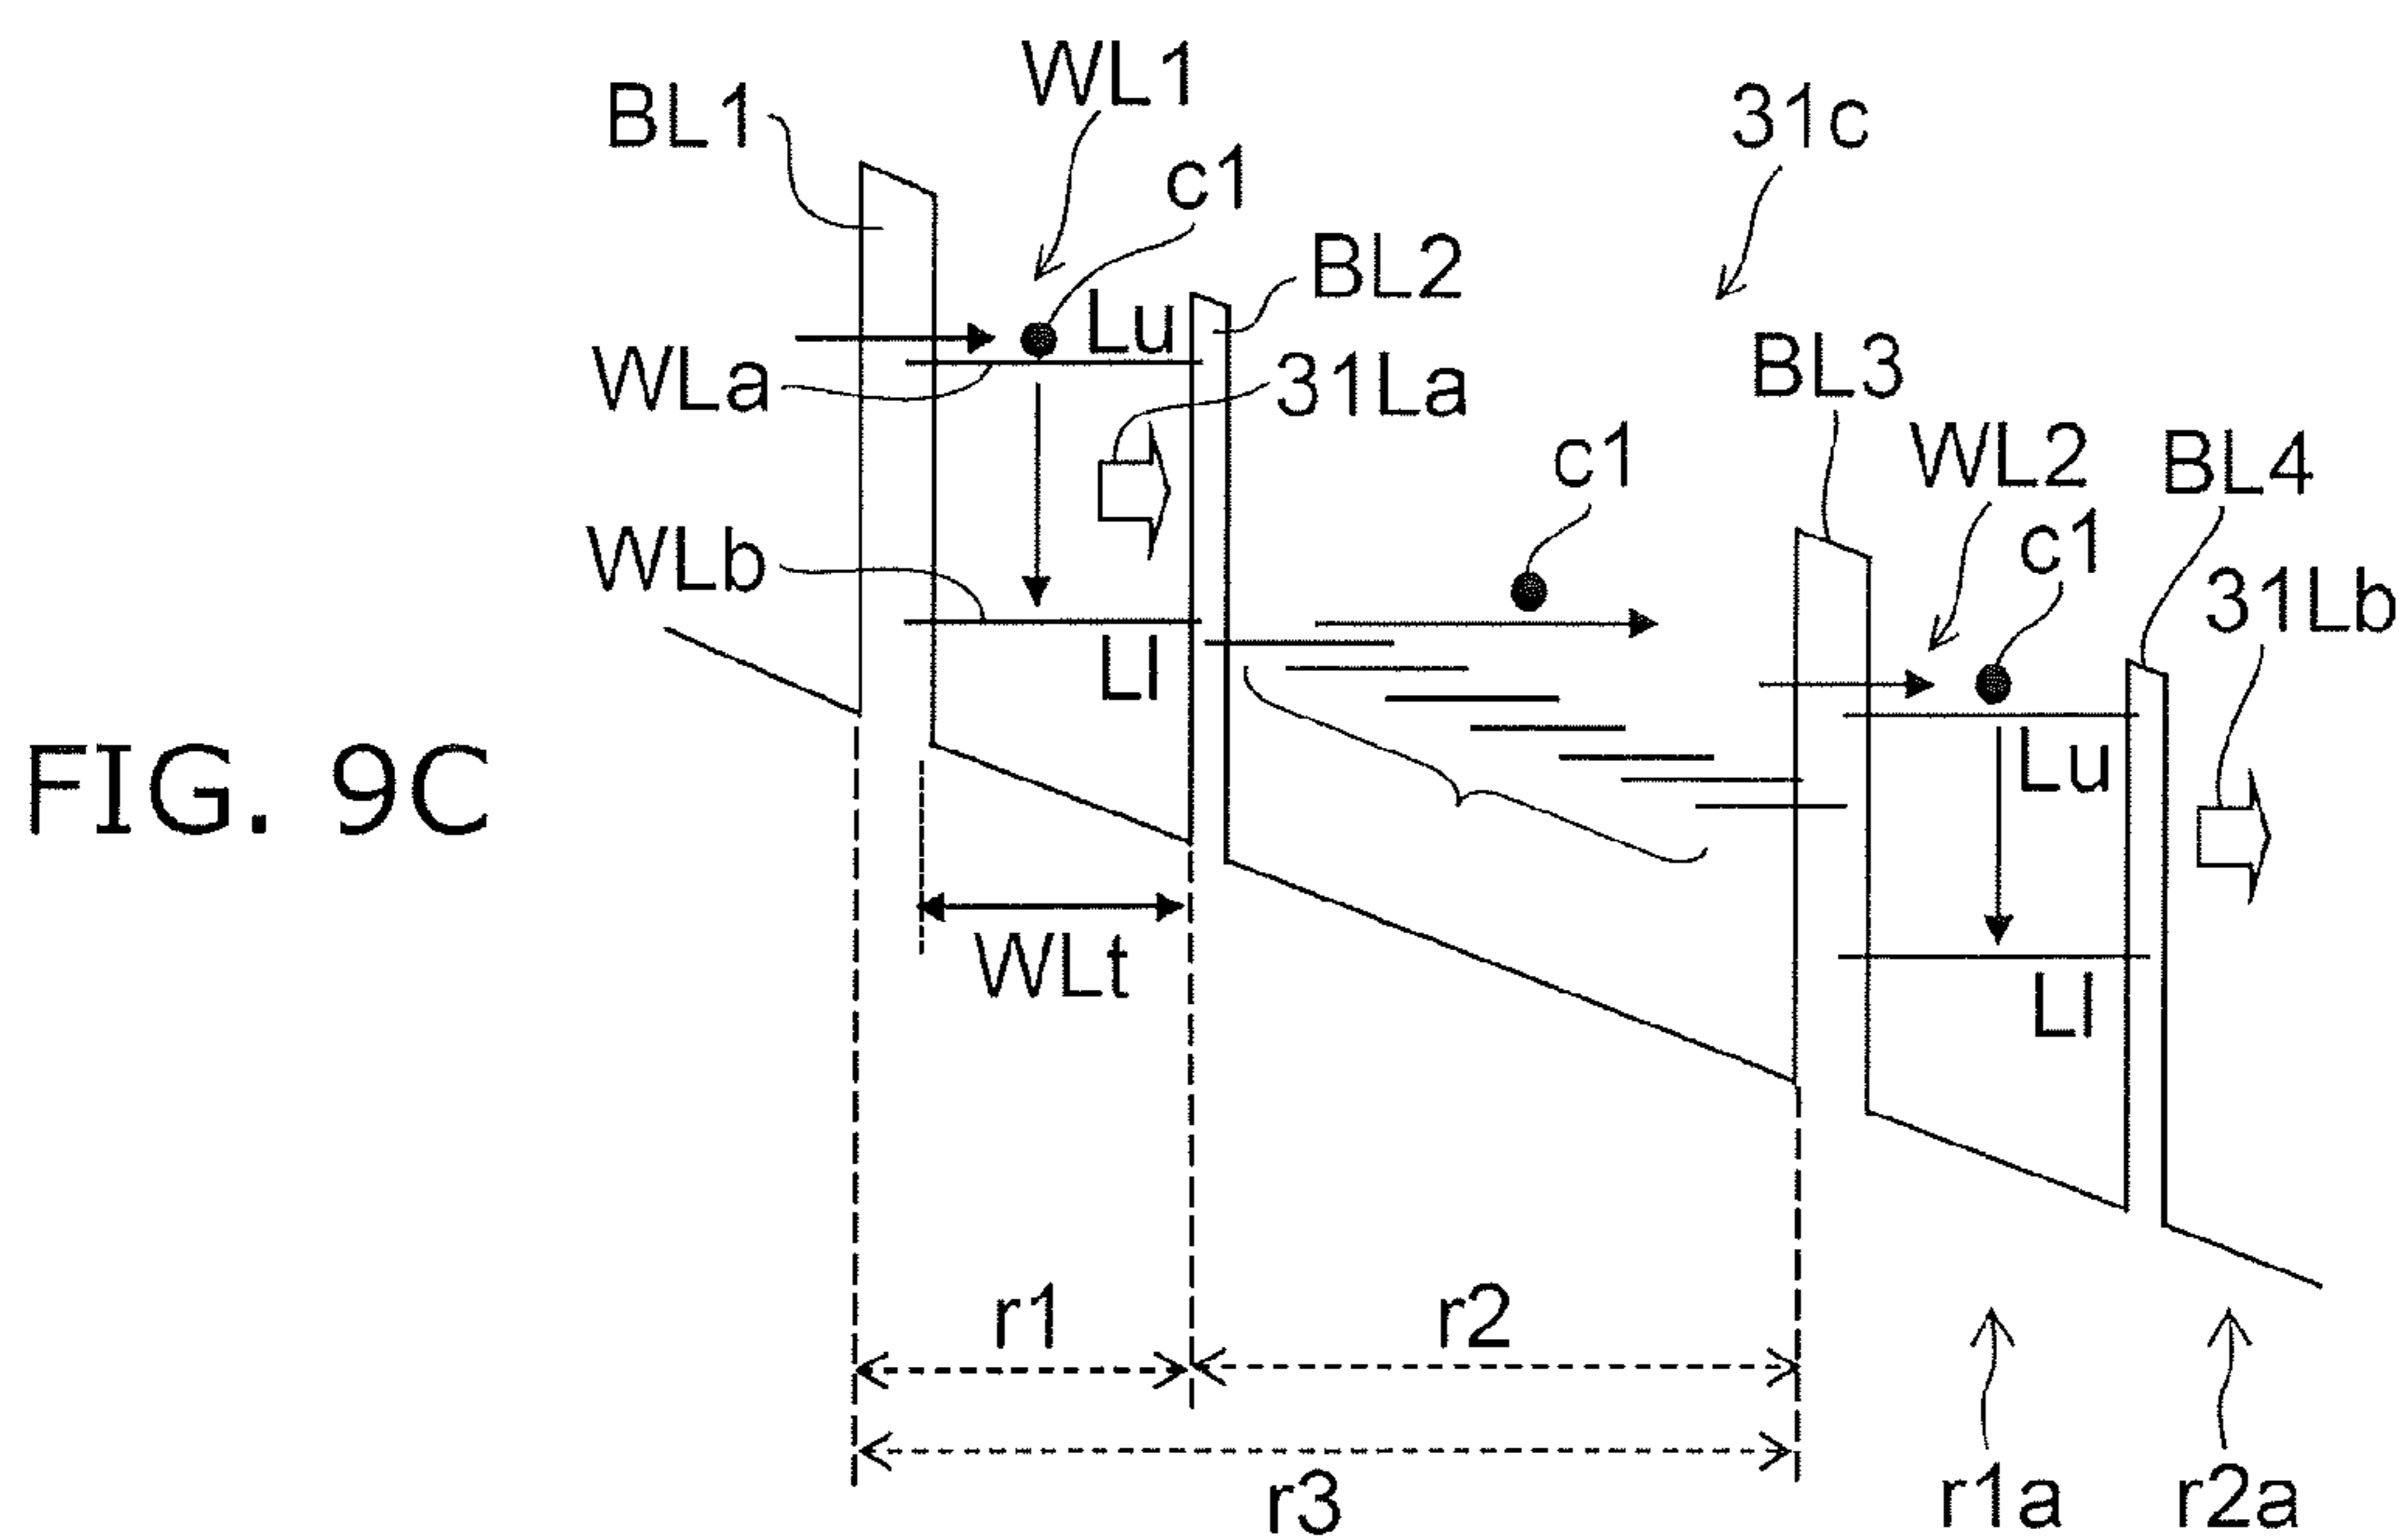 WL1
BL1
31c
c1
BL2
Lu
WLa
31La
BL3
c1
WL2
BL4
WLb
c1
31Lb
Ll
Lu
FIG. 9C
WLt
Ll
r1
r2
r3
r1a
r2a